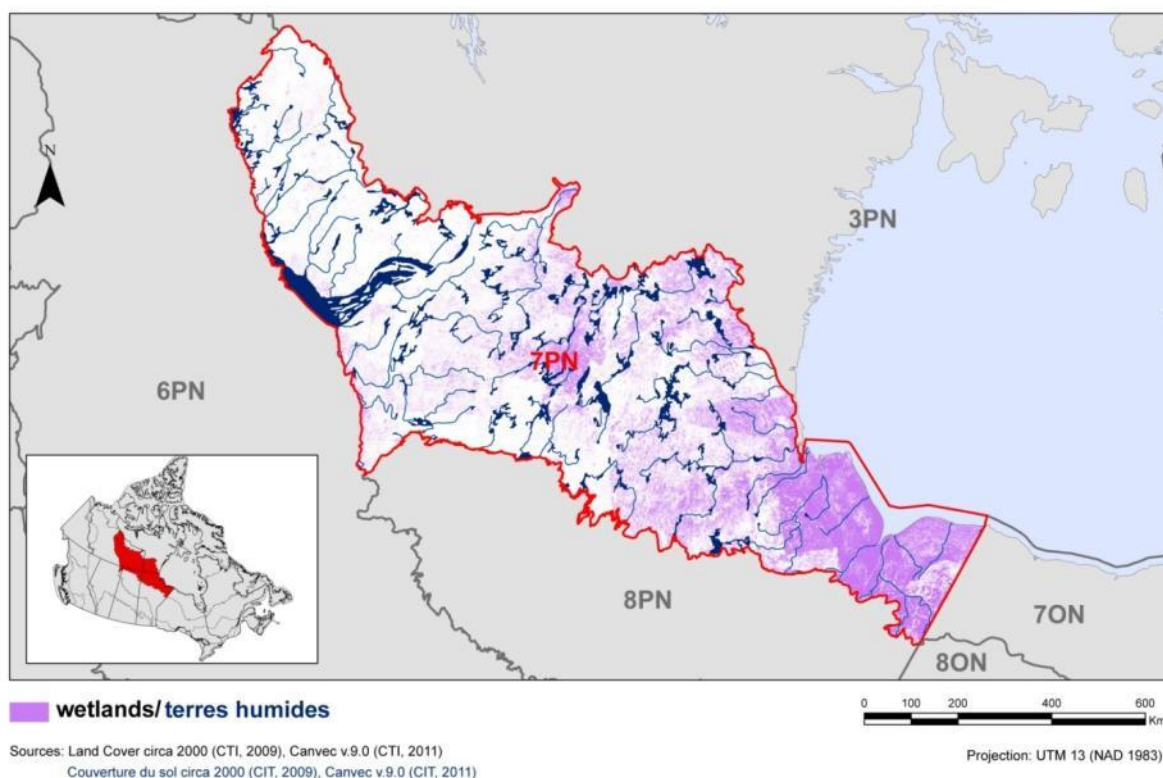 N
3PN
7PN
6PN
8PN
7ON
8ON
wetlands/terres humides
0 100 200 400 600
Km
Sources: Land Cover circa 2000 (CTI, 2009), Canvec v.9.0 (CTI, 2011)
Couverture du sol circa 2000 (CIT, 2009), Canvec v.9.0 (CIT, 2011)
Projection: UTM 13 (NAD 1983)